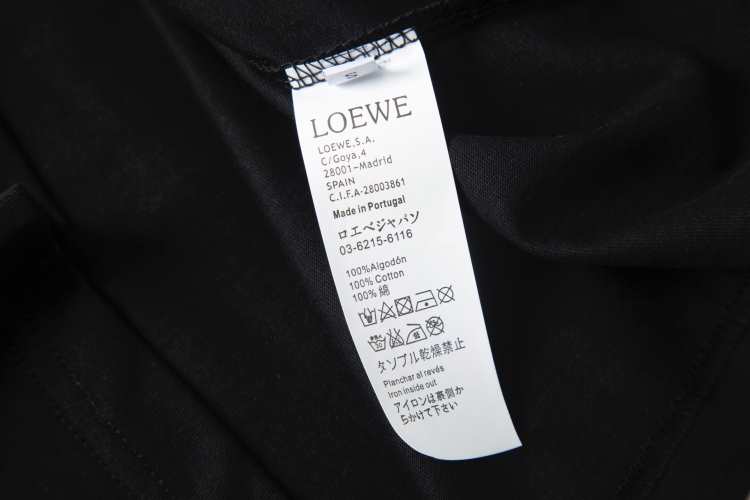 S
LOEWE
LOEWE,S.A.
C/Goya,4
28001-Madrid
SPAIN
C.I.F.A-28003861
Made in Portugal
ロエベジャパン
03-6215-6116
100%Algodón
100% Cotton
100% 綿
タンブル乾燥禁止
Planchar al revés
Iron inside out
アイロンは裏側か
らかけて下さい